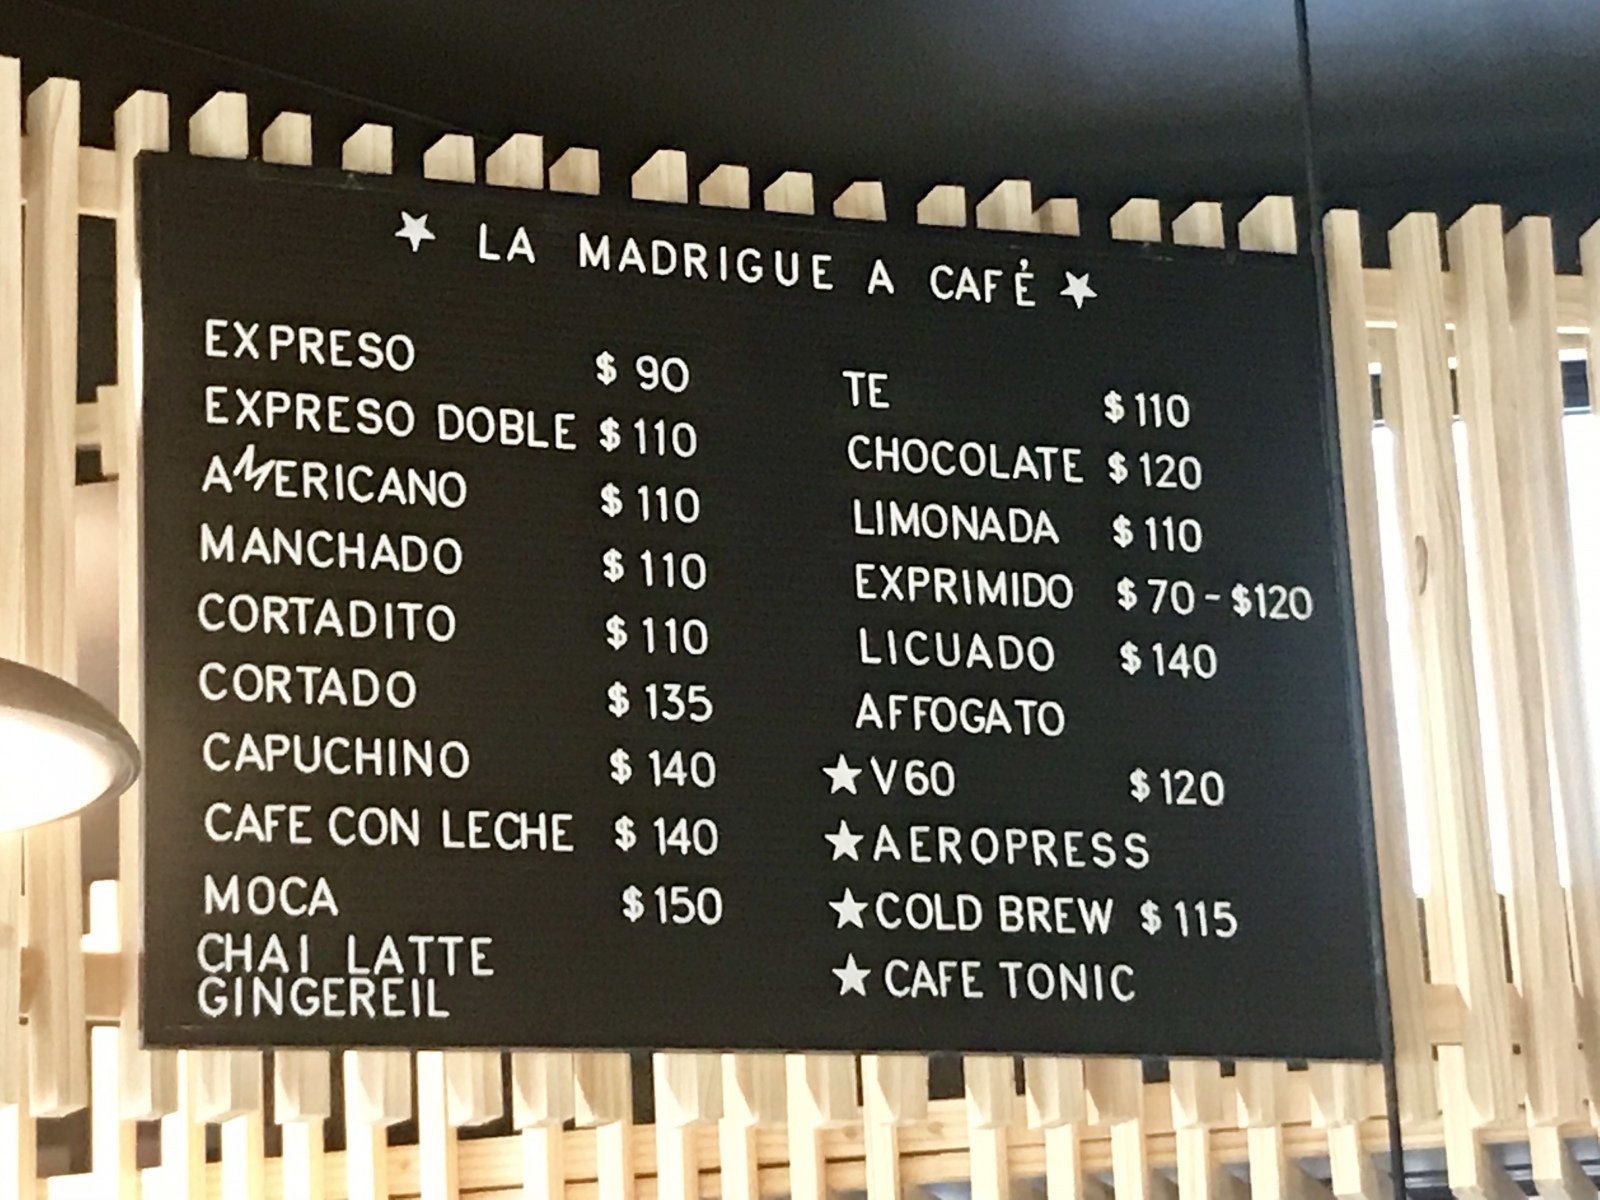 ★ LA MADRIGUE A CAFÉ ★
EXPRESO $ 90
EXPRESO DOBLE $ 110
AMERICANO $ 110
MANCHADO $ 110
CORTADITO $ 110
CORTADO $ 135
CAPUCHINO $ 140
CAFE CON LECHE $ 140
MOCA $ 150
CHAI LATTE
GINGEREIL
TE $ 110
CHOCOLATE $ 120
LIMONADA $ 110
EXPRIMIDO $ 70 - $120
LICUADO $ 140
AFFOGATO
★ V60 $ 120
★ AEROPRESS
★ COLD BREW $ 115
★ CAFE TONIC